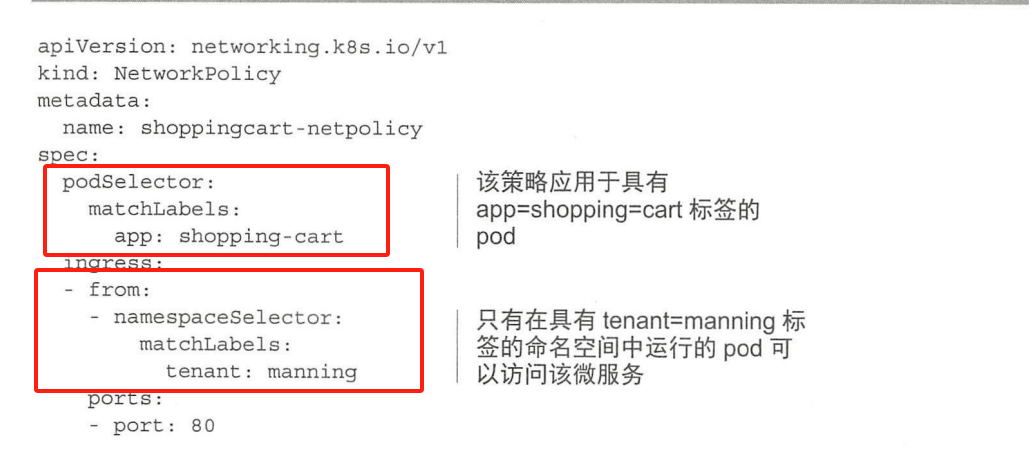 apiVersion: networking.k8s.io/v1
kind: NetworkPolicy
metadata:
  name: shoppingcart-netpolicy
spec:
  podSelector:
    matchLabels:
      app: shopping-cart
该策略应用于具有
app=shopping=cart 标签的
pod
  ingress:
  - from:
    - namespaceSelector:
        matchLabels:
          tenant: manning
只有在具有 tenant=manning 标
签的命名空间中运行的 pod 可
以访问该微服务
    ports:
    - port: 80